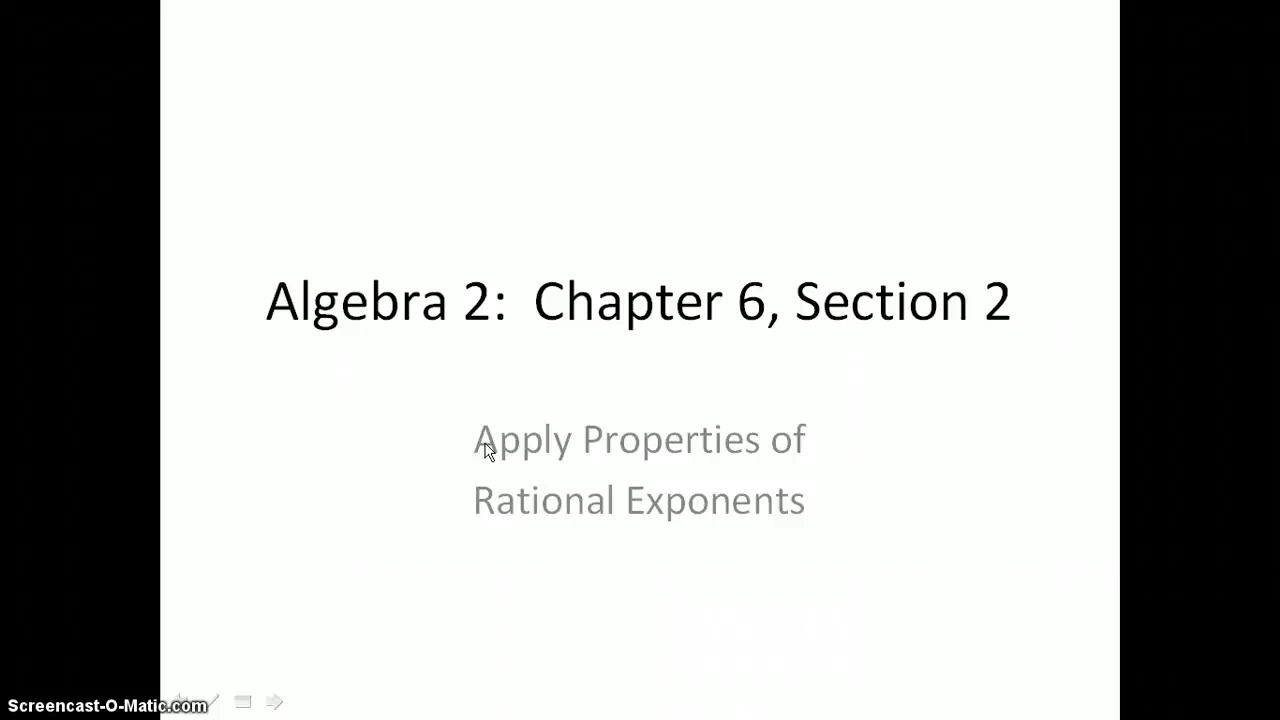 Algebra 2:  Chapter 6, Section 2
Apply Properties of
Rational Exponents
Screencast-O-Matic.com